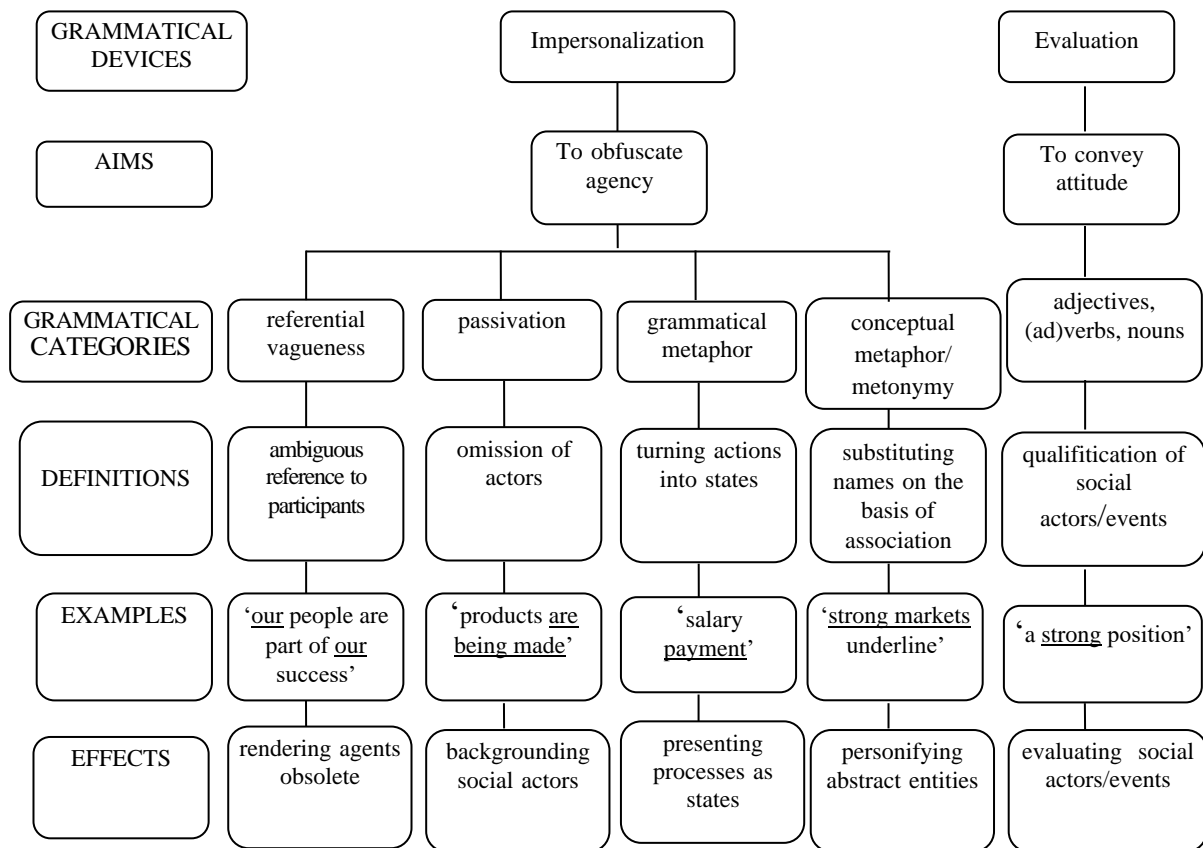 GRAMMATICAL
DEVICES
Impersonalization
Evaluation
AIMS
To obfuscate
agency
To convey
attitude
GRAMMATICAL
CATEGORIES
referential
vagueness
passivation
grammatical
metaphor
conceptual
metaphor/
metonymy
adjectives,
(ad)verbs, nouns
DEFINITIONS
ambiguous
reference to
participants
omission of
actors
turning actions
into states
substituting
names on the
basis of
association
qualifitication of
social
actors/events
EXAMPLES
‘our people are
part of our
success’
‘products are
being made’
‘salary
payment’
‘strong markets
underline’
‘a strong position’
EFFECTS
rendering agents
obsolete
backgrounding
social actors
presenting
processes as
states
personifying
abstract entities
evaluating social
actors/events